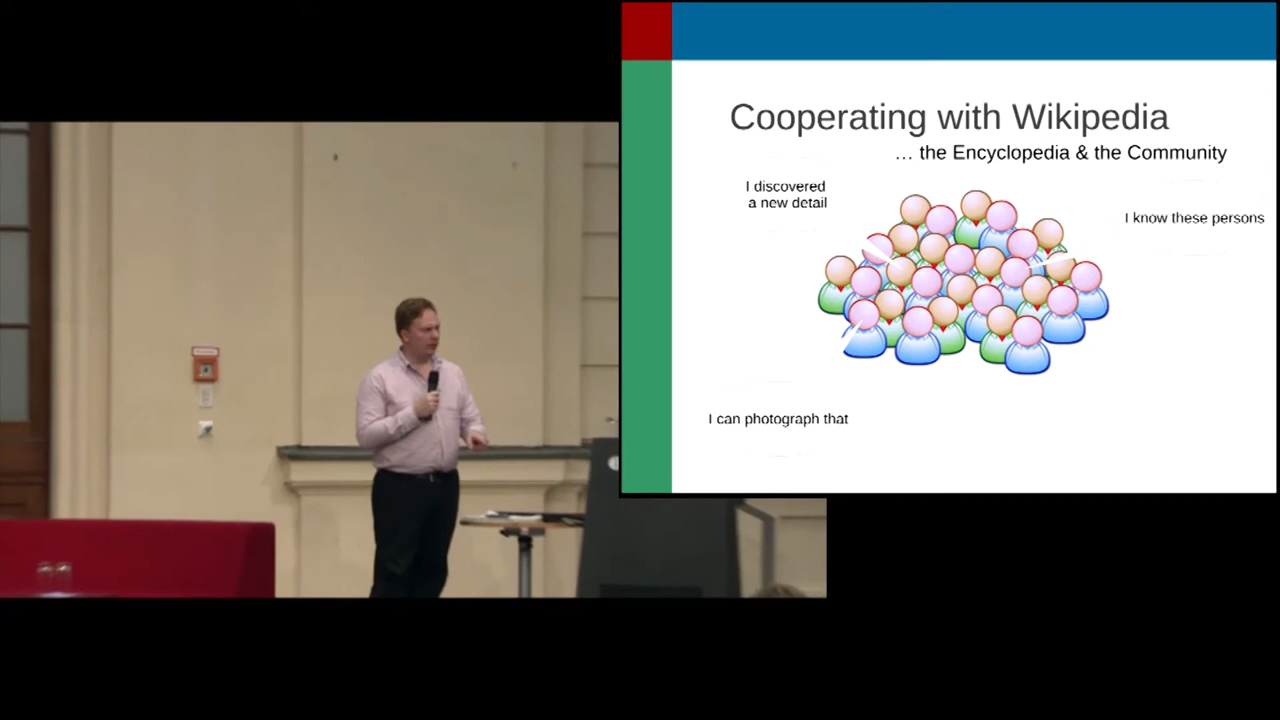 Cooperating with Wikipedia
… the Encyclopedia & the Community
I discovered
a new detail
I know these persons
I can photograph that